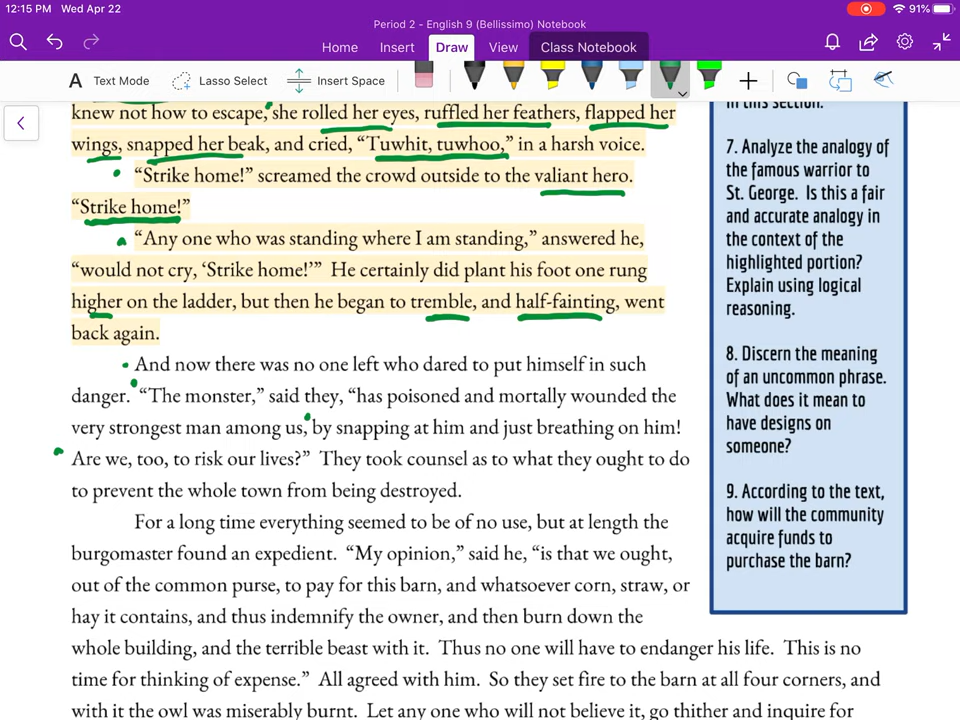 12:15 PM Wed Apr 22
91%
Period 2 - English 9 (Bellissimo) Notebook
Home Insert Draw View Class Notebook
Text Mode Lasso Select Insert Space
knew not how to escape, she rolled her eyes, ruffled her feathers, flapped her
wings, snapped her beak, and cried, “Tuwhit, tuwhoo,” in a harsh voice.
“Strike home!” screamed the crowd outside to the valiant hero.
“Strike home!”
“Any one who was standing where I am standing,” answered he,
“would not cry, ‘Strike home!’” He certainly did plant his foot one rung
higher on the ladder, but then he began to tremble, and half-fainting, went
back again.
And now there was no one left who dared to put himself in such
danger. “The monster,” said they, “has poisoned and mortally wounded the
very strongest man among us, by snapping at him and just breathing on him!
Are we, too, to risk our lives?” They took counsel as to what they ought to do
to prevent the whole town from being destroyed.
For a long time everything seemed to be of no use, but at length the
burgomaster found an expedient. “My opinion,” said he, “is that we ought,
out of the common purse, to pay for this barn, and whatsoever corn, straw, or
hay it contains, and thus indemnify the owner, and then burn down the
whole building, and the terrible beast with it. Thus no one will have to endanger his life. This is no
time for thinking of expense.” All agreed with him. So they set fire to the barn at all four corners, and
with it the owl was miserably burnt. Let any one who will not believe it, go thither and inquire for
in this section.
7. Analyze the analogy of
the famous warrior to
St. George. Is this a fair
and accurate analogy in
the context of the
highlighted portion?
Explain using logical
reasoning.
8. Discern the meaning
of an uncommon phrase.
What does it mean to
have designs on
someone?
9. According to the text,
how will the community
acquire funds to
purchase the barn?